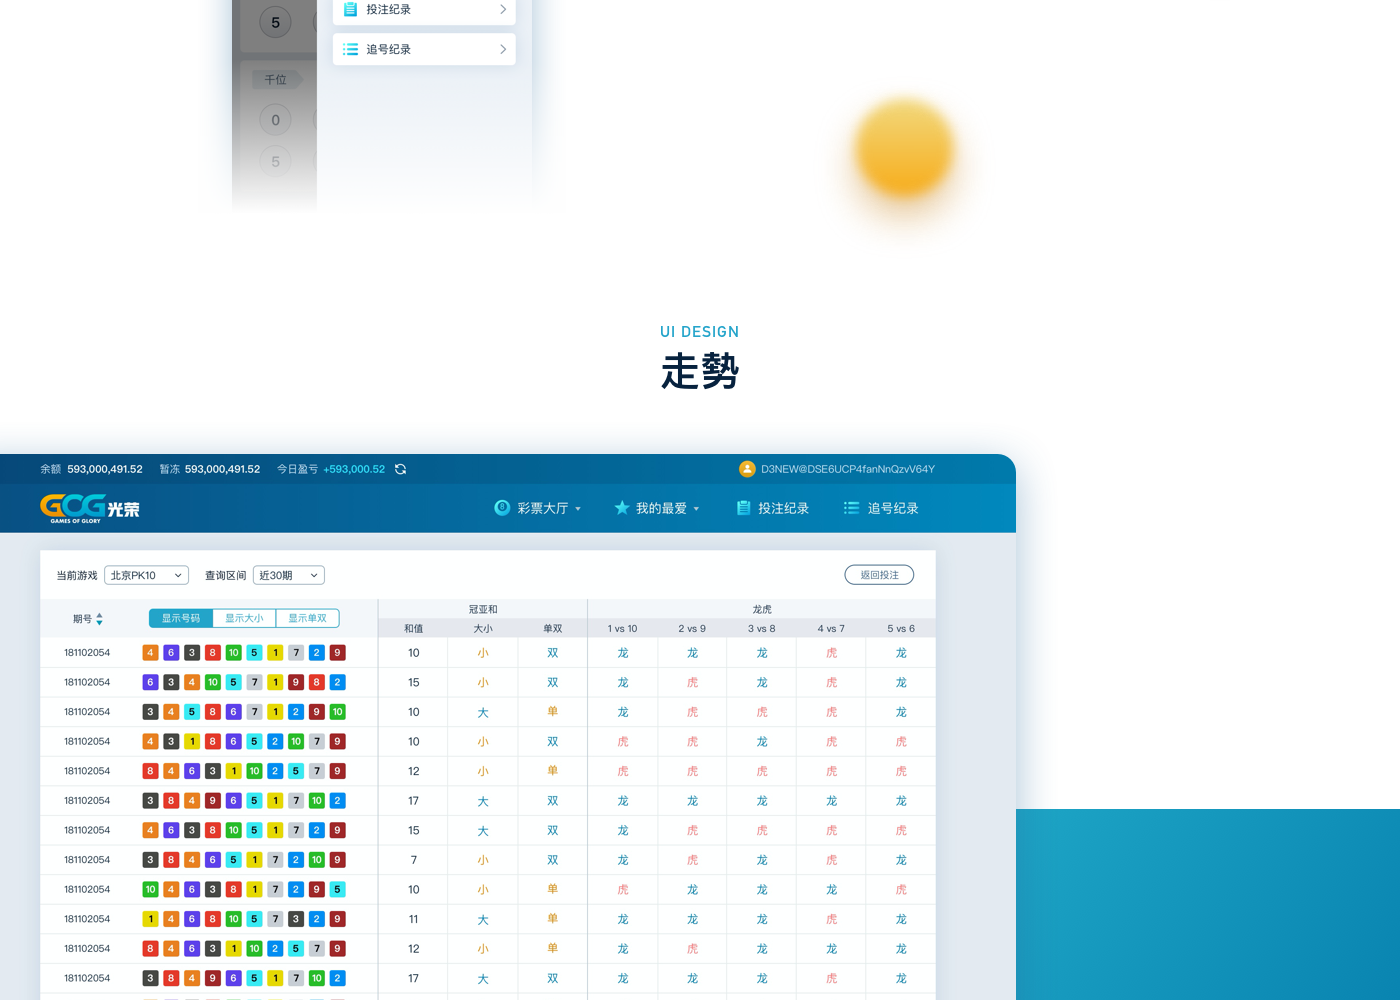 投注纪录
5
追号纪录
千位
0
5
UI DESIGN
走勢
余额 593,000,491.52 暂冻 593,000,491.52 今日盈亏 +593,000.52 D3NEW@DSE6UCP4fanNnQzvV64Y
GCG光荣
GAMES OF GLORY
彩票大厅 我的最爱 投注纪录 追号纪录
当前游戏 北京PK10 查询区间 近30期 返回投注
期号 显示号码 显示大小 显示单双 冠亚和 龙虎
和值 大小 单双 1 vs 10 2 vs 9 3 vs 8 4 vs 7 5 vs 6
181102054 4 6 3 8 10 5 1 7 2 9 10 小 双 龙 龙 龙 虎 龙
181102054 6 3 4 10 5 7 1 9 8 2 15 小 双 龙 虎 龙 虎 龙
181102054 3 4 5 8 6 7 1 2 9 10 10 大 单 龙 虎 虎 虎 龙
181102054 4 3 1 8 6 5 2 10 7 9 10 小 双 虎 虎 龙 虎 虎
181102054 8 4 6 3 1 10 2 5 7 9 12 小 单 虎 虎 虎 虎 虎
181102054 3 8 4 9 6 5 1 7 10 2 17 大 双 龙 龙 龙 龙 龙
181102054 4 6 3 8 10 5 1 7 2 9 15 大 双 龙 虎 虎 虎 虎
181102054 3 8 4 6 5 1 7 2 10 9 7 小 双 龙 虎 龙 虎 龙
181102054 10 4 6 3 8 1 7 2 9 5 10 小 单 虎 龙 龙 龙 虎
181102054 1 4 6 8 10 5 7 3 2 9 11 大 单 龙 龙 龙 虎 龙
181102054 8 4 6 3 1 10 2 5 7 9 12 小 单 龙 虎 龙 龙 龙
181102054 3 8 4 9 6 5 1 7 10 2 17 大 双 龙 龙 龙 虎 龙